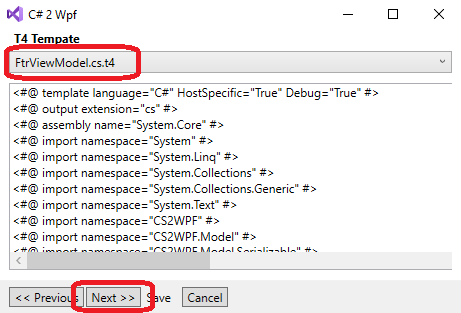 C# 2 Wpf
T4 Tempate
FtrViewModel.cs.t4
<#@ template language="C#" HostSpecific="True" Debug="True" #>
<#@ output extension="cs" #>
<#@ assembly name="System.Core" #>
<#@ import namespace="System" #>
<#@ import namespace="System.Linq" #>
<#@ import namespace="System.Collections" #>
<#@ import namespace="System.Collections.Generic" #>
<#@ import namespace="System.Text" #>
<#@ import namespace="CS2WPF" #>
<#@ import namespace="CS2WPF.Model" #>
<#@ import namespace="CS2WPF.Model.Serializable" #>
<< Previous Next >> Save Cancel